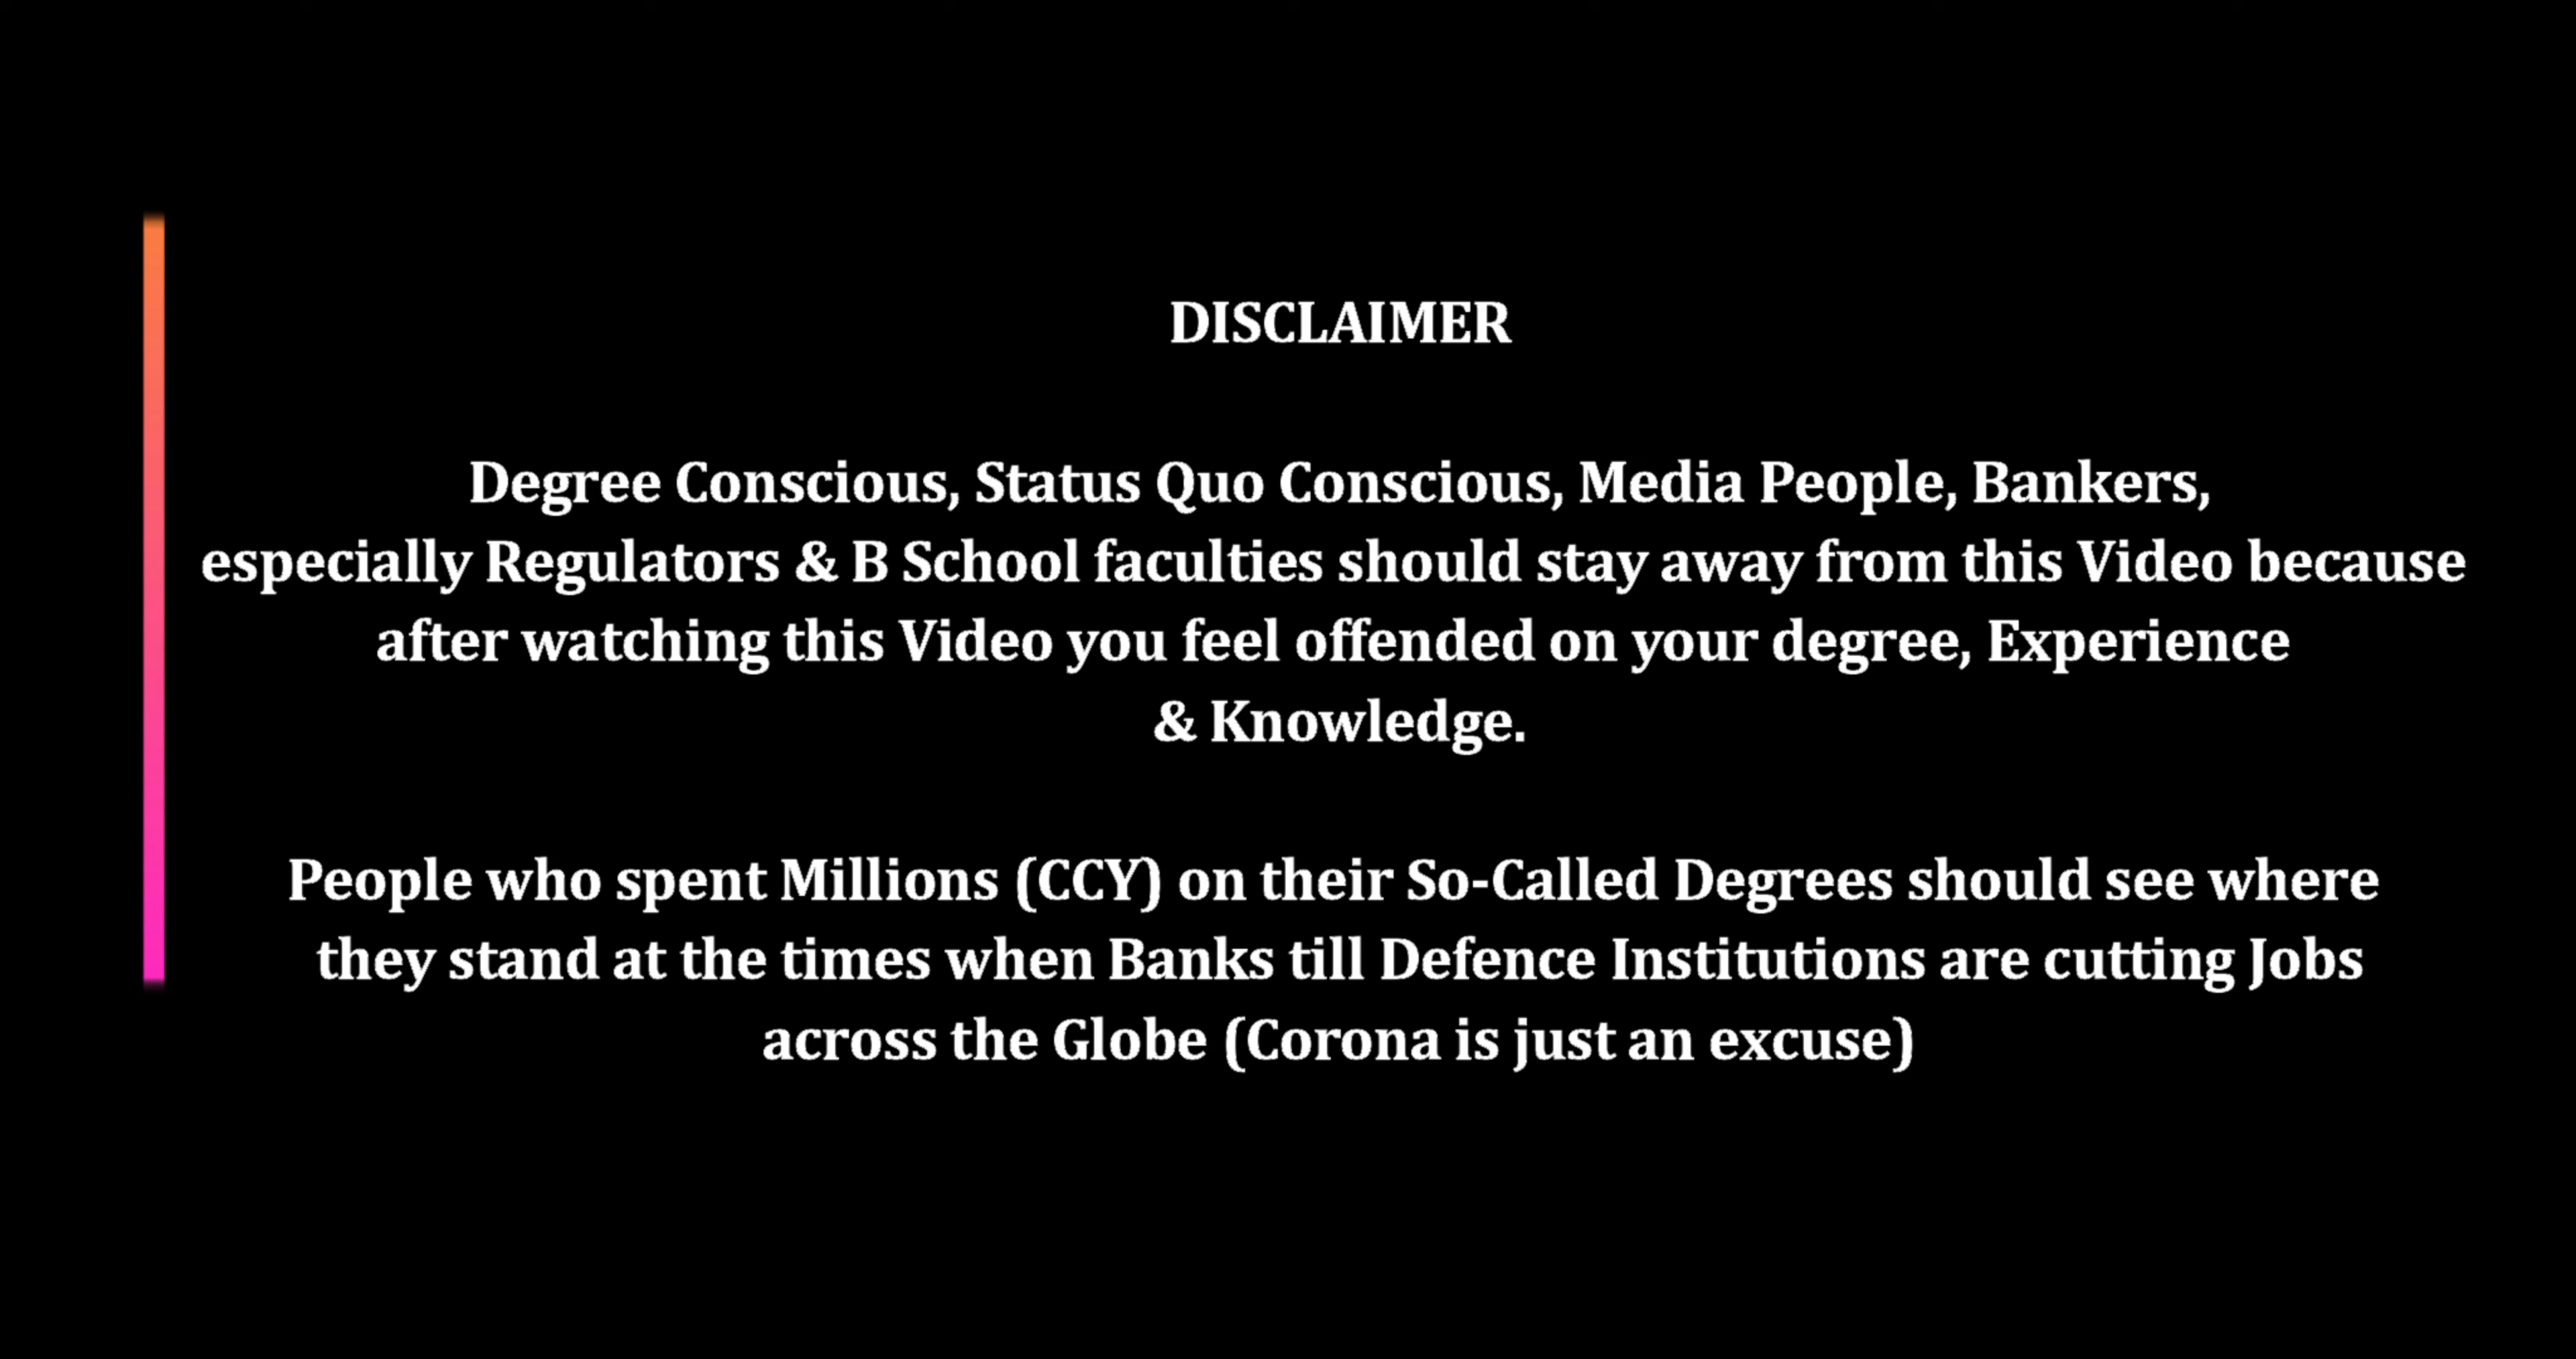 DISCLAIMER
Degree Conscious, Status Quo Conscious, Media People, Bankers,
especially Regulators & B School faculties should stay away from this Video because
after watching this Video you feel offended on your degree, Experience
& Knowledge.
People who spent Millions (CCY) on their So-Called Degrees should see where
they stand at the times when Banks till Defence Institutions are cutting Jobs
across the Globe (Corona is just an excuse)